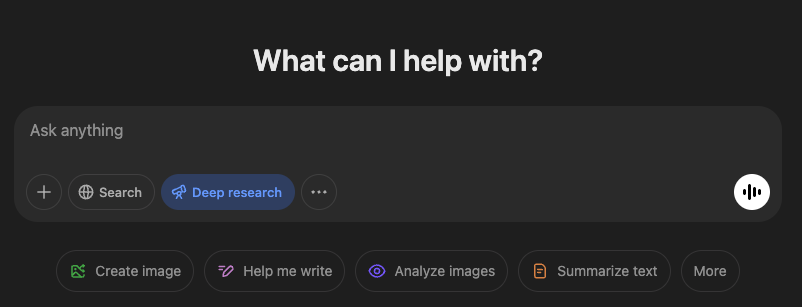 What can I help with?
Ask anything
Search Deep research
Create image Help me write Analyze images Summarize text More